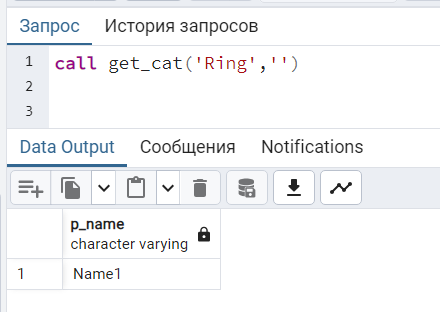 Запрос История запросов
1 call get_cat('Ring','')
2
3
Data Output Сообщения Notifications
p_name
character varying
1 Name1